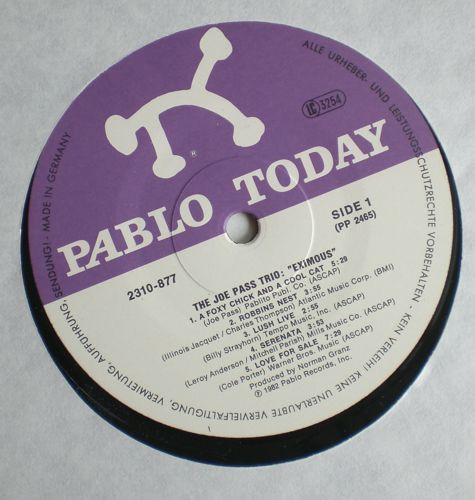 PABLO TODAY
®
LC 3254
2310-877
SIDE 1
(PP 2465)
THE JOE PASS TRIO: "EXIMOUS"
1. A FOXY CHICK AND A COOL CAT 5:29
(Joe Pass) Pablito Publ. Co. (ASCAP)
2. ROBBINS NEST 3:55
(Illinois Jacquet / Charles Thompson) Atlantic Music Corp. (BMI)
3. LUSH LIVE 2:55
(Billy Strayhorn) Tempo Music, Inc. (ASCAP)
4. SERENATA 3:52
(Leroy Anderson / Mitchell Parish) Mills Music Co. (ASCAP)
5. LOVE FOR SALE 7:29
(Cole Porter) Warner Bros. Music (ASCAP)
Produced by Norman Granz
℗ 1982 Pablo Records, Inc.
ALLE URHEBER- UND LEISTUNGSSCHUTZRECHTE VORBEHALTEN. KEIN VERLEIH! KEINE UNERLAUBTE VERVIELFÄLTIGUNG, VERMIETUNG, AUFFÜHRUNG, SENDUNG! - MADE IN GERMANY